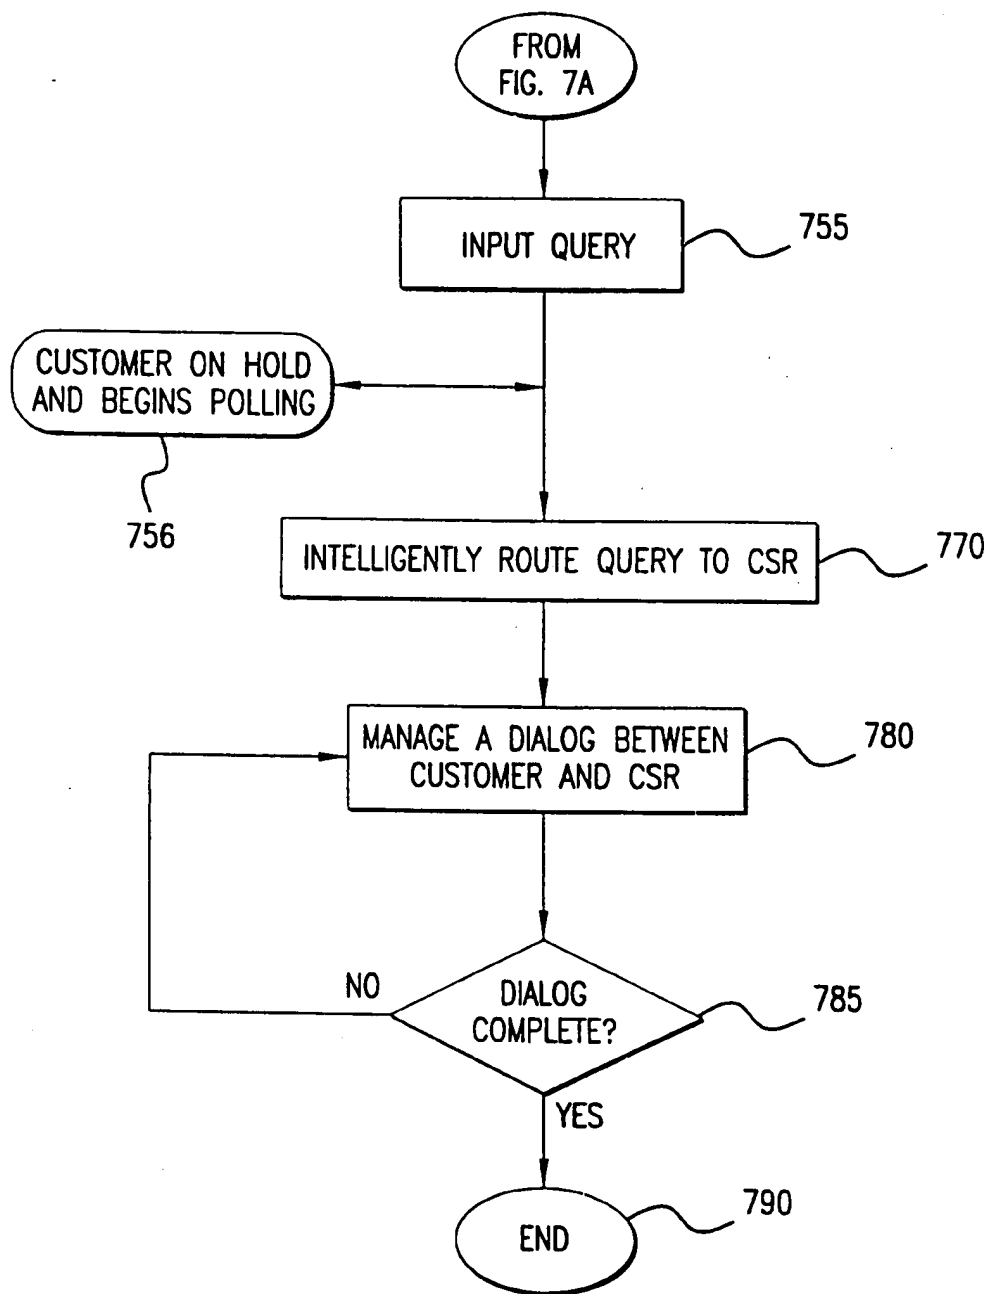 FROM
FIG. 7A
INPUT QUERY
755
CUSTOMER ON HOLD
AND BEGINS POLLING
756
INTELLIGENTLY ROUTE QUERY TO CSR
770
MANAGE A DIALOG BETWEEN
CUSTOMER AND CSR
780
NO
DIALOG
COMPLETE?
785
YES
END
790